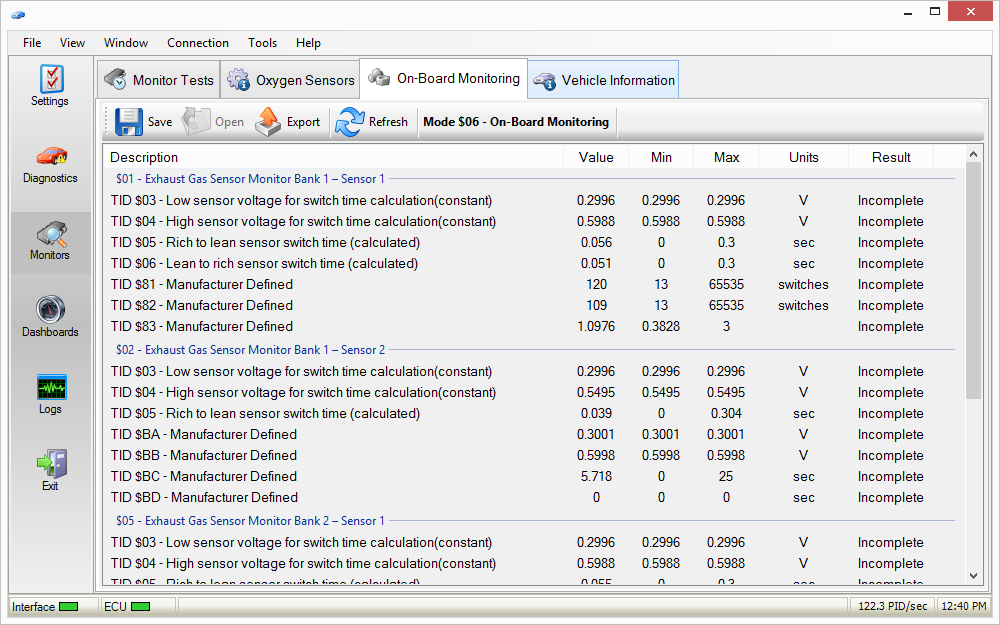 File View Window Connection Tools Help
Settings
Diagnostics
Monitors
Dashboards
Logs
Exit
Monitor Tests Oxygen Sensors On-Board Monitoring Vehicle Information
Save Open Export Refresh Mode $06 - On-Board Monitoring
Description Value Min Max Units Result
$01 - Exhaust Gas Sensor Monitor Bank 1 – Sensor 1
TID $03 - Low sensor voltage for switch time calculation(constant) 0.2996 0.2996 0.2996 V Incomplete
TID $04 - High sensor voltage for switch time calculation(constant) 0.5988 0.5988 0.5988 V Incomplete
TID $05 - Rich to lean sensor switch time (calculated) 0.056 0 0.3 sec Incomplete
TID $06 - Lean to rich sensor switch time (calculated) 0.051 0 0.3 sec Incomplete
TID $81 - Manufacturer Defined 120 13 65535 switches Incomplete
TID $82 - Manufacturer Defined 109 13 65535 switches Incomplete
TID $83 - Manufacturer Defined 1.0976 0.3828 3 Incomplete
$02 - Exhaust Gas Sensor Monitor Bank 1 – Sensor 2
TID $03 - Low sensor voltage for switch time calculation(constant) 0.2996 0.2996 0.2996 V Incomplete
TID $04 - High sensor voltage for switch time calculation(constant) 0.5495 0.5495 0.5495 V Incomplete
TID $05 - Rich to lean sensor switch time (calculated) 0.039 0 0.304 sec Incomplete
TID $BA - Manufacturer Defined 0.3001 0.3001 0.3001 V Incomplete
TID $BB - Manufacturer Defined 0.5998 0.5998 0.5998 V Incomplete
TID $BC - Manufacturer Defined 5.718 0 25 sec Incomplete
TID $BD - Manufacturer Defined 0 0 0 sec Incomplete
$05 - Exhaust Gas Sensor Monitor Bank 2 – Sensor 1
TID $03 - Low sensor voltage for switch time calculation(constant) 0.2996 0.2996 0.2996 V Incomplete
TID $04 - High sensor voltage for switch time calculation(constant) 0.5988 0.5988 0.5988 V Incomplete
TID $05 - Rich to lean sensor switch time (calculated) 0.055 0 0.3 sec Incomplete
Interface ECU 122.3 PID/sec 12:40 PM